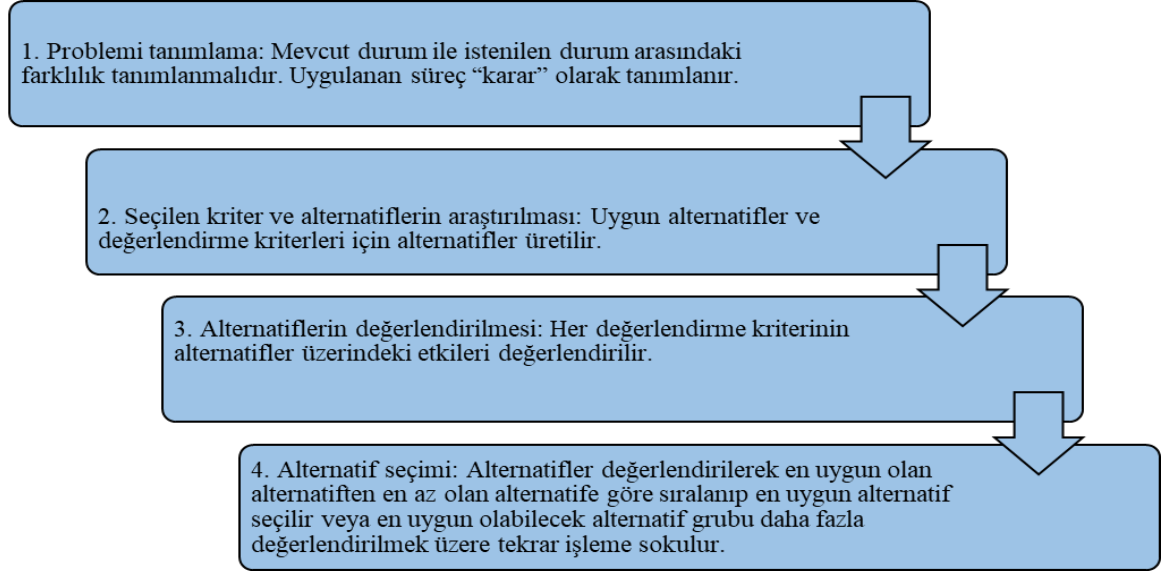 1. Problemi tanımlama: Mevcut durum ile istenilen durum arasındaki
farklılık tanımlanmalıdır. Uygulanan süreç “karar” olarak tanımlanır.
2. Seçilen kriter ve alternatiflerin araştırılması: Uygun alternatifler ve
değerlendirme kriterleri için alternatifler üretilir.
3. Alternatiflerin değerlendirilmesi: Her değerlendirme kriterinin
alternatifler üzerindeki etkileri değerlendirilir.
4. Alternatif seçimi: Alternatifler değerlendirilerek en uygun olan
alternatiften en az olan alternatife göre sıralanıp en uygun alternatif
seçilir veya en uygun olabilecek alternatif grubu daha fazla
değerlendirilmek üzere tekrar işleme sokulur.